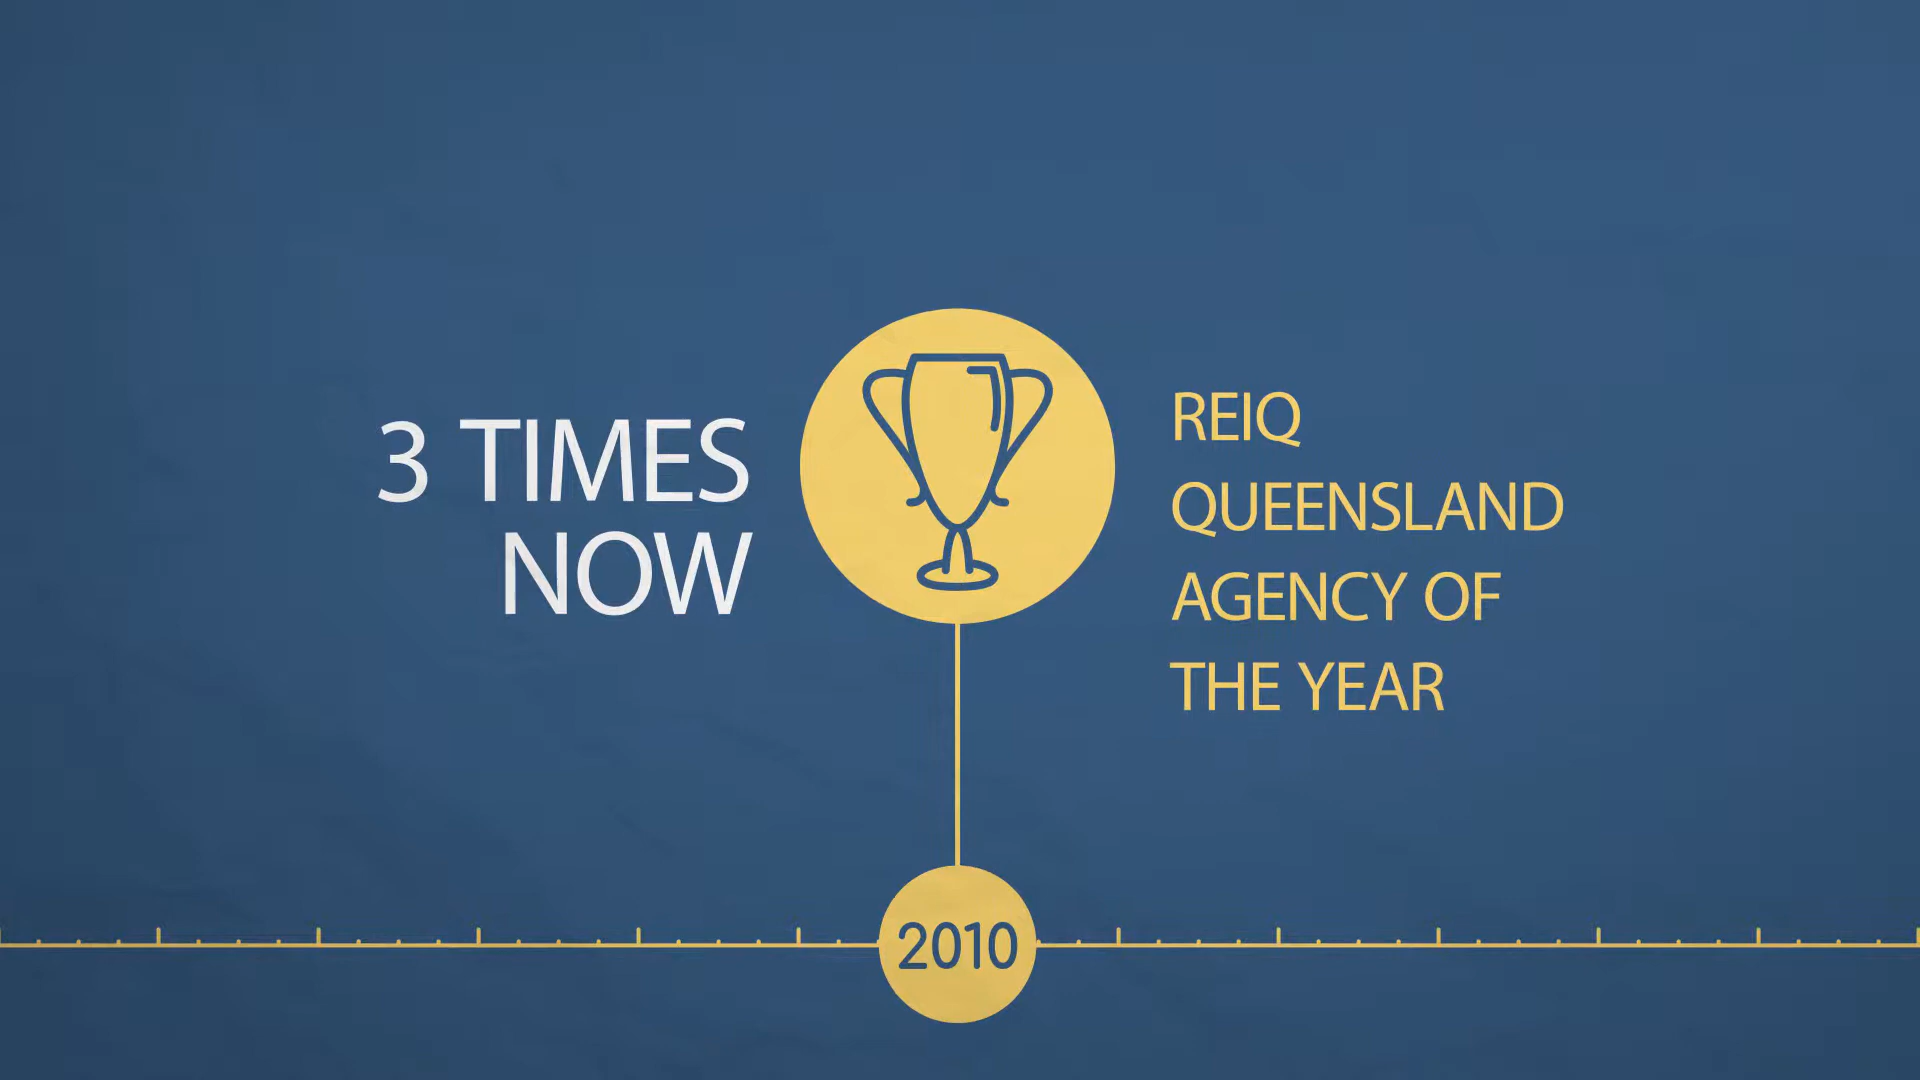 3 TIMES
NOW
REIQ
QUEENSLAND
AGENCY OF
THE YEAR
2010